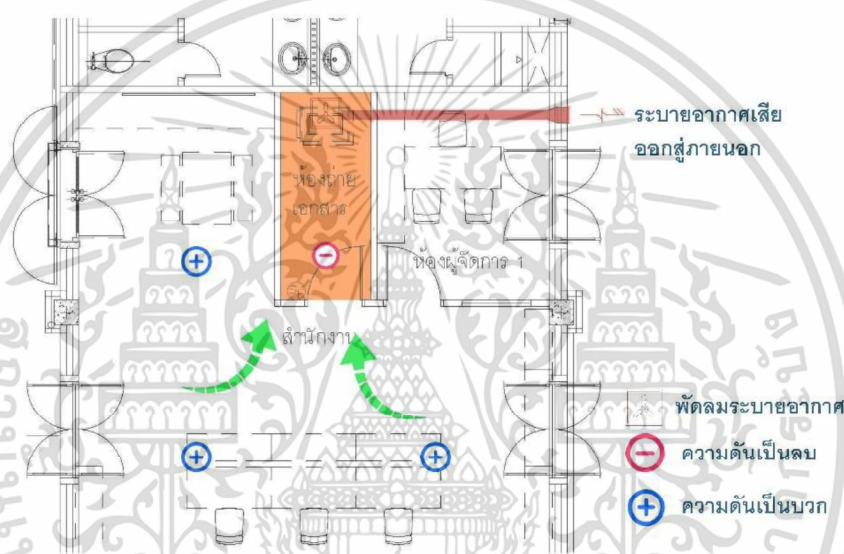 ระบายอากาศเสีย
ออกสู่ภายนอก
ห้องถ่าย
เอกสาร
ห้องผู้จัดการ 1
สำนักงาน
พัดลมระบายอากาศ
ความดันเป็นลบ
ความดันเป็นบวก